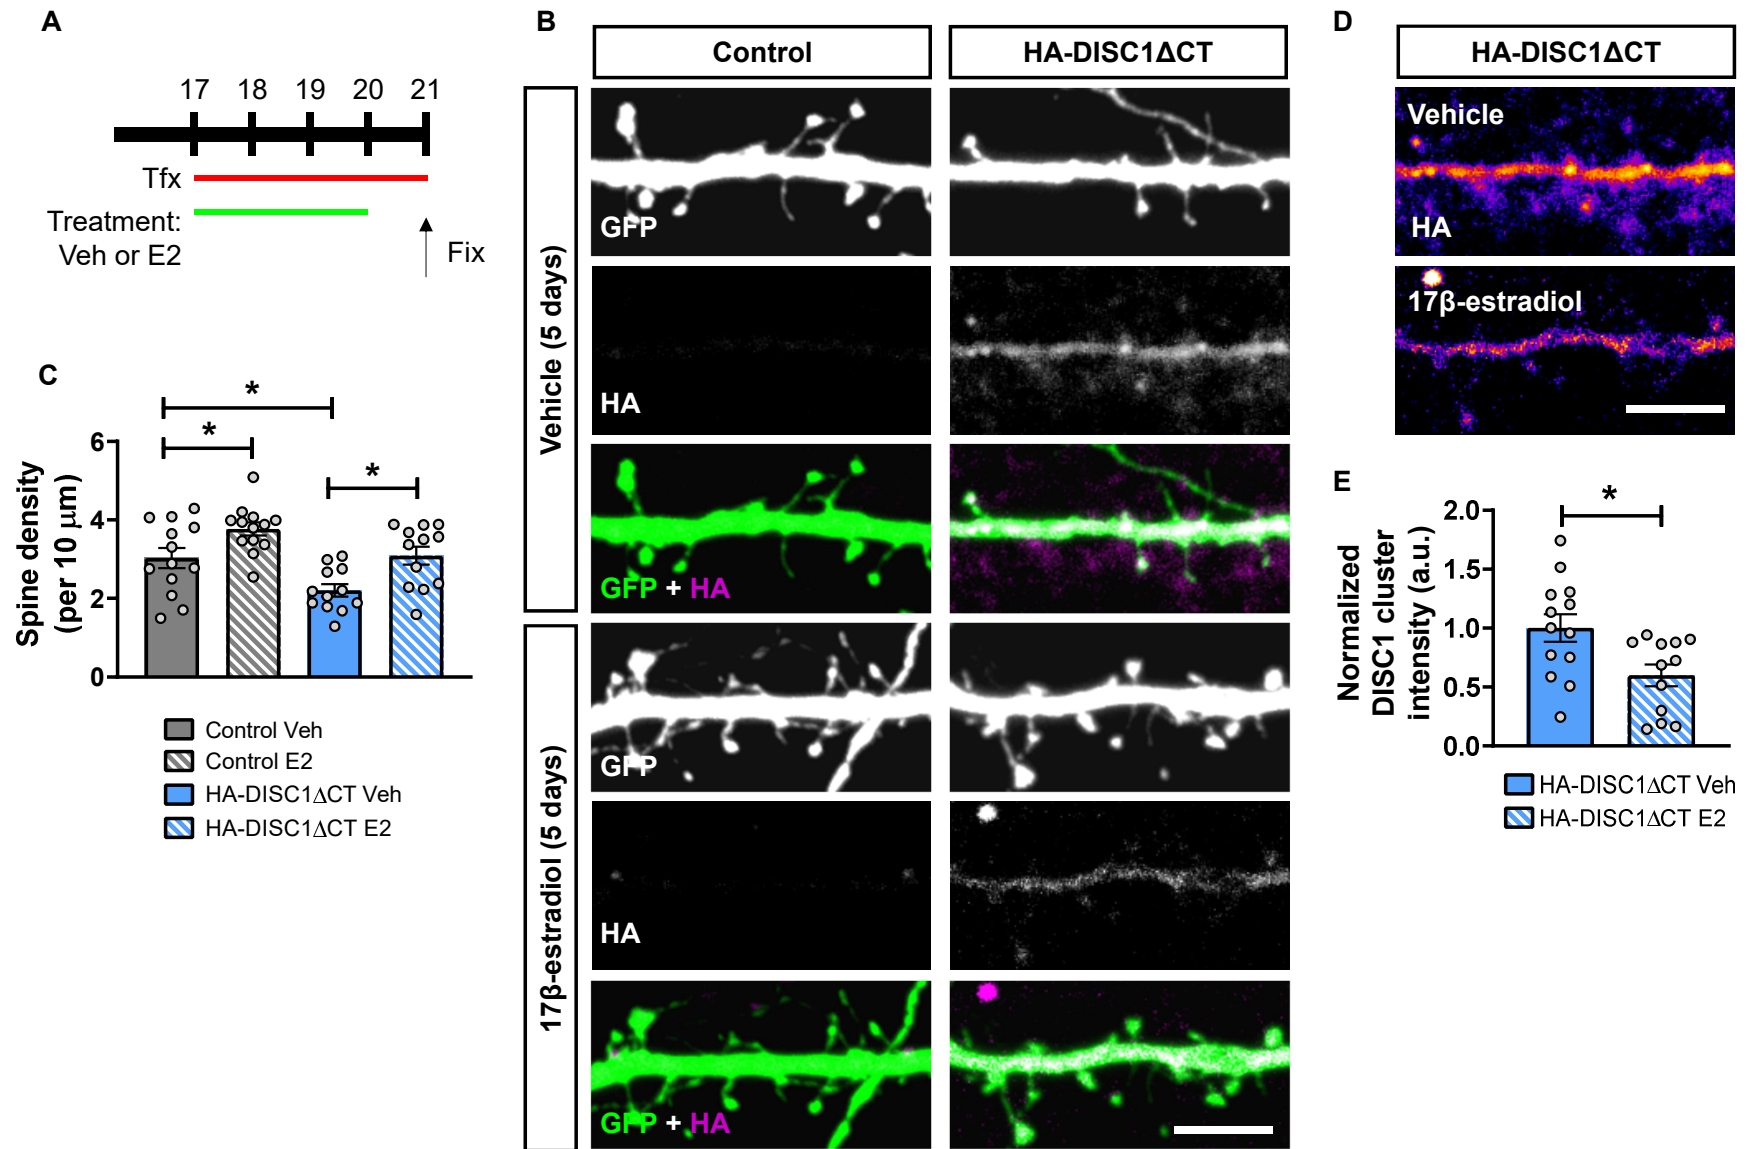 A
17 18 19 20 21
Tfx
Treatment:
Veh or E2
Fix
B
Control
HA-DISC1ΔCT
Vehicle (5 days)
GFP
HA
GFP + HA
17β-estradiol (5 days)
GFP
HA
GFP + HA
C
*
*
*
Spine density
(per 10 μm)
6
4
2
0
Control Veh
Control E2
HA-DISC1ΔCT Veh
HA-DISC1ΔCT E2
D
HA-DISC1ΔCT
Vehicle
HA
17β-estradiol
E
*
Normalized
DISC1 cluster
intensity (a.u.)
2.0
1.5
1.0
0.5
0.0
HA-DISC1ΔCT Veh
HA-DISC1ΔCT E2